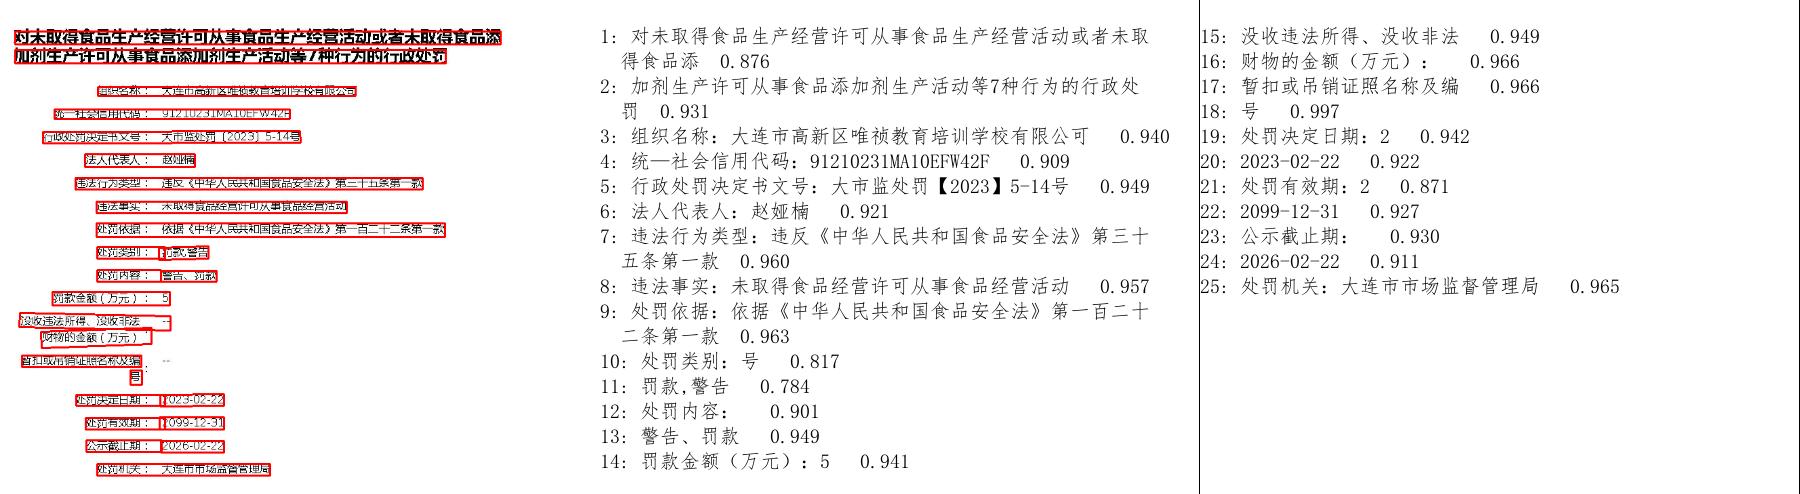 对未取得食品生产经营许可从事食品生产经营活动或者未取得食品添
加剂生产许可从事食品添加剂生产活动等7种行为的行政处罚
组织名称: 大连市高新区唯祯教育培训学校有限公司
统一社会信用代码: 91210231MA10EFW42F
行政处罚决定书文号: 大市监处罚〔2023〕5-14号
法人代表人: 赵娅楠
违法行为类型: 违反《中华人民共和国食品安全法》第三十五条第一款
违法事实: 未取得食品经营许可从事食品经营活动
处罚依据: 依据《中华人民共和国食品安全法》第一百二十二条第一款
处罚类别: 罚款,警告
处罚内容: 警告、罚款
罚款金额(万元): 5
没收违法所得、没收非法 --
财物的金额(万元):
暂扣或吊销证照名称及编 --
号:
处罚决定日期: 2023-02-22
处罚有效期: 2099-12-31
公示截止期: 2026-02-22
处罚机关: 大连市市场监督管理局
1: 对未取得食品生产经营许可从事食品生产经营活动或者未取
得食品添 0.876
2: 加剂生产许可从事食品添加剂生产活动等7种行为的行政处
罚 0.931
3: 组织名称: 大连市高新区唯祯教育培训学校有限公司 0.940
4: 统一社会信用代码: 91210231MA10EFW42F 0.909
5: 行政处罚决定书文号: 大市监处罚【2023】5-14号 0.949
6: 法人代表人: 赵娅楠 0.921
7: 违法行为类型: 违反《中华人民共和国食品安全法》第三十
五条第一款 0.960
8: 违法事实: 未取得食品经营许可从事食品经营活动 0.957
9: 处罚依据: 依据《中华人民共和国食品安全法》第一百二十
二条第一款 0.963
10: 处罚类别: 号 0.817
11: 罚款,警告 0.784
12: 处罚内容: 0.901
13: 警告、罚款 0.949
14: 罚款金额(万元): 5 0.941
15: 没收违法所得、没收非法 0.949
16: 财物的金额(万元): 0.966
17: 暂扣或吊销证照名称及编 0.966
18: 号 0.997
19: 处罚决定日期: 2 0.942
20: 2023-02-22 0.922
21: 处罚有效期: 2 0.871
22: 2099-12-31 0.927
23: 公示截止期: 0.930
24: 2026-02-22 0.911
25: 处罚机关: 大连市市场监督管理局 0.965